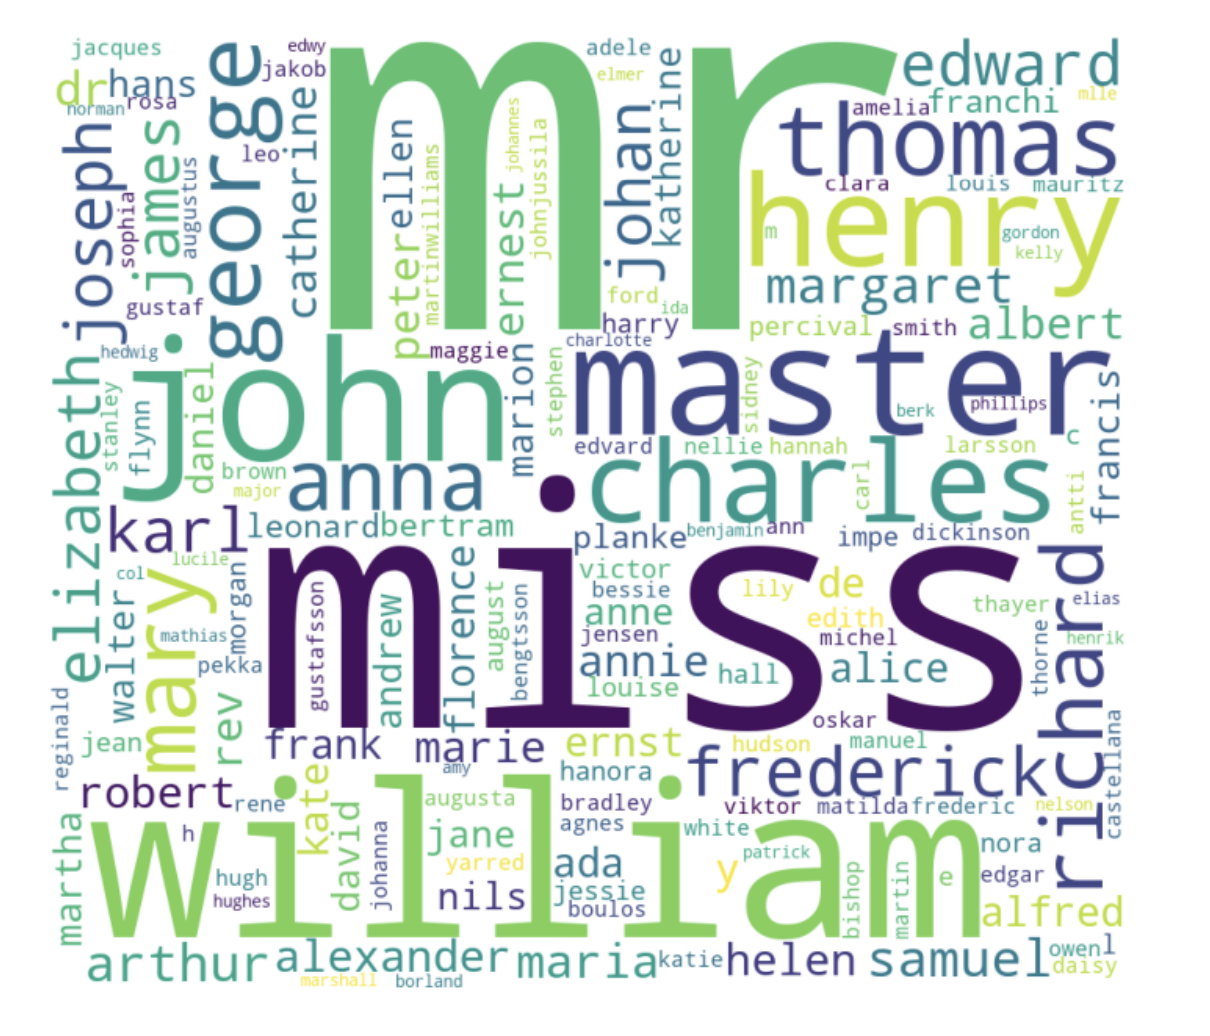 mr
miss
william
john
master
henry
thomas
charles
george
richard
mary
joseph
elizabeth
james
edward
johan
anna
karl
frederick
margaret
albert
ernest
peter
catherine
katherine
ellen
dr
hans
jacques
norman
rosa
edwy
jakob
leo
augustus
sophia
gustaf
hedwig
adele
elmer
amelia
franchi
mlle
clara
louis
mauritz
m
gordon
kelly
martinwilliams
johannes
johnjussila
ford
ida
harry
percival
smith
charlotte
maggie
marion
stephen
sidney
berk
phillips
francis
stanley
flynn
daniel
brown
major
edvard
nellie
hannah
larsson
c
carl
antti
leonard
bertram
planke
benjamin
ann
impe
dickinson
lucile
col
walter
mathias
morgan
pekka
gustafsson
andrew
florence
august
bengtsson
victor
bessie
anne
jensen
annie
louise
lily
de
edith
michel
hall
alice
thayer
elias
henrik
thorne
oskar
reginald
jean
rev
frank
marie
amy
ernst
hudson
manuel
castellana
robert
rene
kate
hanora
augusta
bradley
agnes
viktor
matilda
frederic
nelson
h
david
johanna
jane
yarred
white
patrick
y
nora
edgar
e
martha
hugh
hughes
nils
ada
jessie
boulos
bishop
martin
alfred
arthur
alexander
maria
katie
helen
samuel
owen
l
daisy
marshall
borland